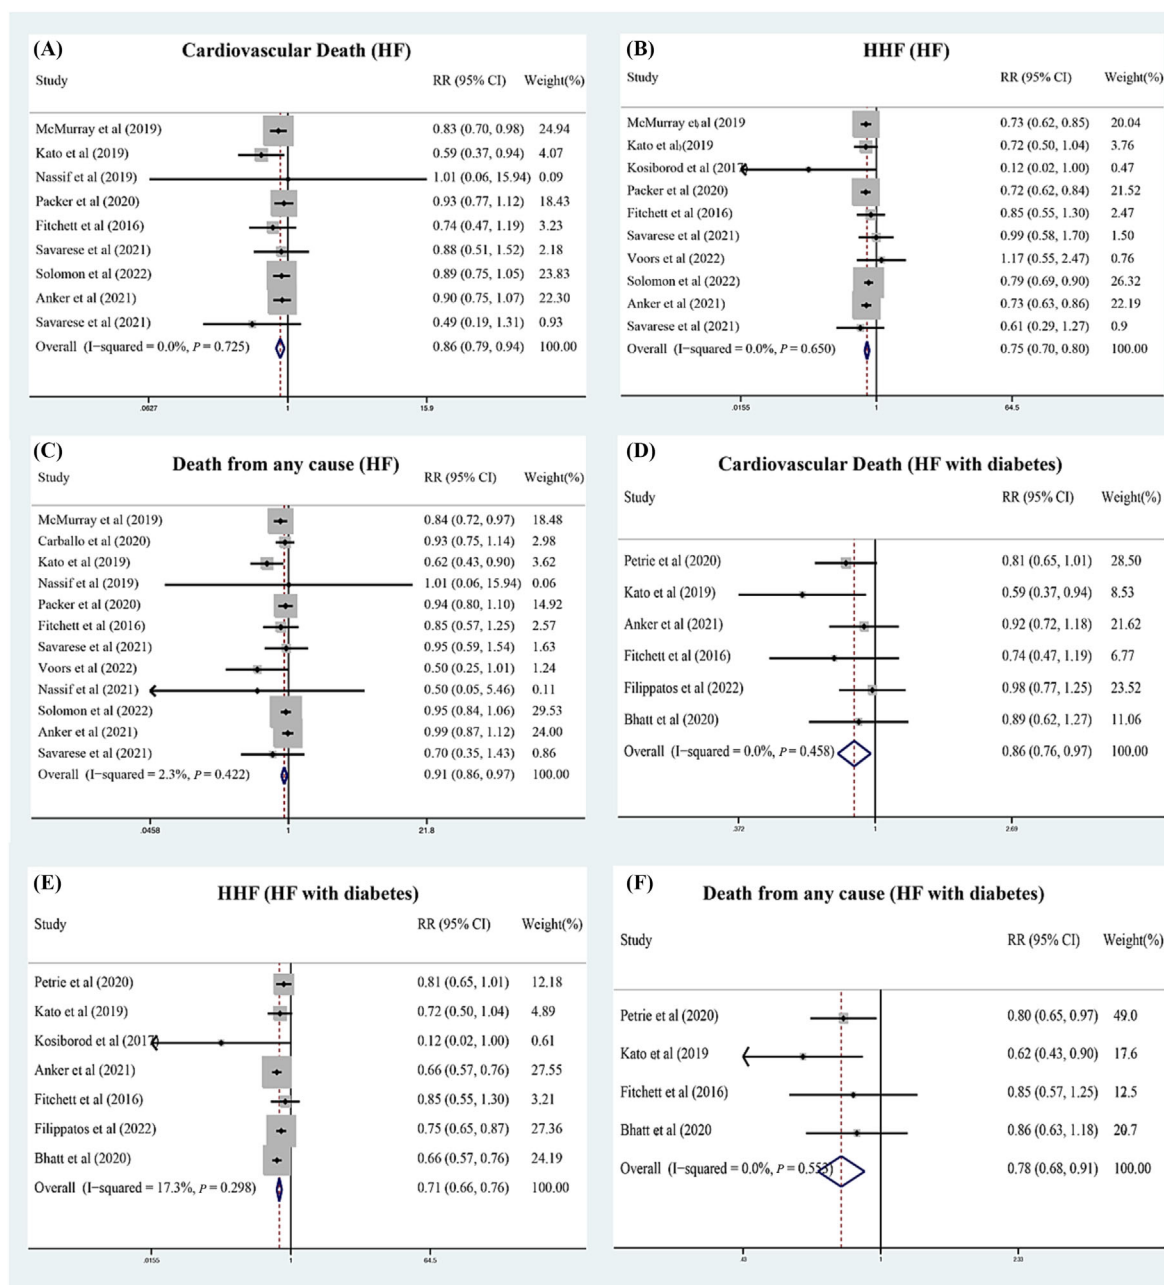 (A) Cardiovascular Death (HF)
Study RR (95% CI) Weight(%)
McMurray et al (2019) 0.83 (0.70, 0.98) 24.94
Kato et al (2019) 0.59 (0.37, 0.94) 4.07
Nassif et al (2019) 1.01 (0.06, 15.94) 0.09
Packer et al (2020) 0.93 (0.77, 1.12) 18.43
Fitchett et al (2016) 0.74 (0.47, 1.19) 3.23
Savarese et al (2021) 0.88 (0.51, 1.52) 2.18
Solomon et al (2022) 0.89 (0.75, 1.05) 23.83
Anker et al (2021) 0.90 (0.75, 1.07) 22.30
Savarese et al (2021) 0.49 (0.19, 1.31) 0.93
Overall (I−squared = 0.0%, P = 0.725) 0.86 (0.79, 0.94) 100.00
.0627 1 15.9
(B) HHF (HF)
Study RR (95% CI) Weight(%)
McMurray et al (2019 0.73 (0.62, 0.85) 20.04
Kato et al (2019 0.72 (0.50, 1.04) 3.76
Kosiborod et al (2017 0.12 (0.02, 1.00) 0.47
Packer et al (2020) 0.72 (0.62, 0.84) 21.52
Fitchett et al (2016) 0.85 (0.55, 1.30) 2.47
Savarese et al (2021) 0.99 (0.58, 1.70) 1.50
Voors et al (2022) 1.17 (0.55, 2.47) 0.76
Solomon et al (2022) 0.79 (0.69, 0.90) 26.32
Anker et al (2021) 0.73 (0.63, 0.86) 22.19
Savarese et al (2021) 0.61 (0.29, 1.27) 0.9
Overall (I−squared = 0.0%, P = 0.650) 0.75 (0.70, 0.80) 100.00
.0155 1 64.5
(C) Death from any cause (HF)
Study RR (95% CI) Weight(%)
McMurray et al (2019) 0.84 (0.72, 0.97) 18.48
Carballo et al (2020) 0.93 (0.75, 1.14) 2.98
Kato et al (2019) 0.62 (0.43, 0.90) 3.62
Nassif et al (2019) 1.01 (0.06, 15.94) 0.06
Packer et al (2020) 0.94 (0.80, 1.10) 14.92
Fitchett et al (2016) 0.85 (0.57, 1.25) 2.57
Savarese et al (2021) 0.95 (0.59, 1.54) 1.63
Voors et al (2022) 0.50 (0.25, 1.01) 1.24
Nassif et al (2021) 0.50 (0.05, 5.46) 0.11
Solomon et al (2022) 0.95 (0.84, 1.06) 29.53
Anker et al (2021) 0.99 (0.87, 1.12) 24.00
Savarese et al (2021) 0.70 (0.35, 1.43) 0.86
Overall (I−squared = 2.3%, P = 0.422) 0.91 (0.86, 0.97) 100.00
.0458 1 21.8
(D) Cardiovascular Death (HF with diabetes)
Study RR (95% CI) Weight(%)
Petrie et al (2020) 0.81 (0.65, 1.01) 28.50
Kato et al (2019) 0.59 (0.37, 0.94) 8.53
Anker et al (2021) 0.92 (0.72, 1.18) 21.62
Fitchett et al (2016) 0.74 (0.47, 1.19) 6.77
Filippatos et al (2022) 0.98 (0.77, 1.25) 23.52
Bhatt et al (2020) 0.89 (0.62, 1.27) 11.06
Overall (I−squared = 0.0%, P = 0.458) 0.86 (0.76, 0.97) 100.00
.372 1 2.69
(E) HHF (HF with diabetes)
Study RR (95% CI) Weight(%)
Petrie et al (2020) 0.81 (0.65, 1.01) 12.18
Kato et al (2019) 0.72 (0.50, 1.04) 4.89
Kosiborod et al (2017 0.12 (0.02, 1.00) 0.61
Anker et al (2021) 0.66 (0.57, 0.76) 27.55
Fitchett et al (2016) 0.85 (0.55, 1.30) 3.21
Filippatos et al (2022) 0.75 (0.65, 0.87) 27.36
Bhatt et al (2020) 0.66 (0.57, 0.76) 24.19
Overall (I−squared = 17.3%, P = 0.298) 0.71 (0.66, 0.76) 100.00
.0155 1 64.5
(F) Death from any cause (HF with diabetes)
Study RR (95% CI) Weight(%)
Petrie et al (2020) 0.80 (0.65, 0.97) 49.0
Kato et al (2019 0.62 (0.43, 0.90) 17.6
Fitchett et al (2016) 0.85 (0.57, 1.25) 12.5
Bhatt et al (2020 0.86 (0.63, 1.18) 20.7
Overall (I−squared = 0.0%, P = 0.553) 0.78 (0.68, 0.91) 100.00
.43 1 2.33